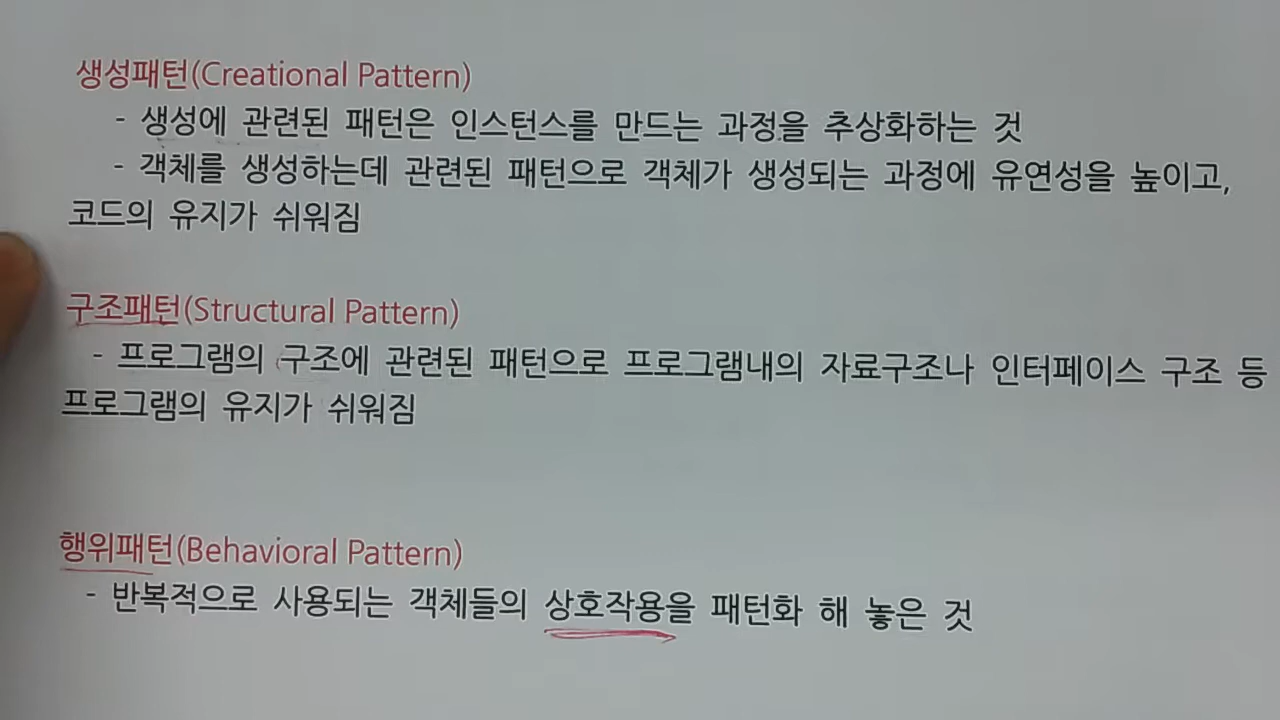 생성패턴(Creational Pattern)
- 생성에 관련된 패턴은 인스턴스를 만드는 과정을 추상화하는 것
- 객체를 생성하는데 관련된 패턴으로 객체가 생성되는 과정에 유연성을 높이고,
코드의 유지가 쉬워짐
구조패턴(Structural Pattern)
- 프로그램의 구조에 관련된 패턴으로 프로그램내의 자료구조나 인터페이스 구조 등
프로그램의 유지가 쉬워짐
행위패턴(Behavioral Pattern)
- 반복적으로 사용되는 객체들의 상호작용을 패턴화 해 놓은 것